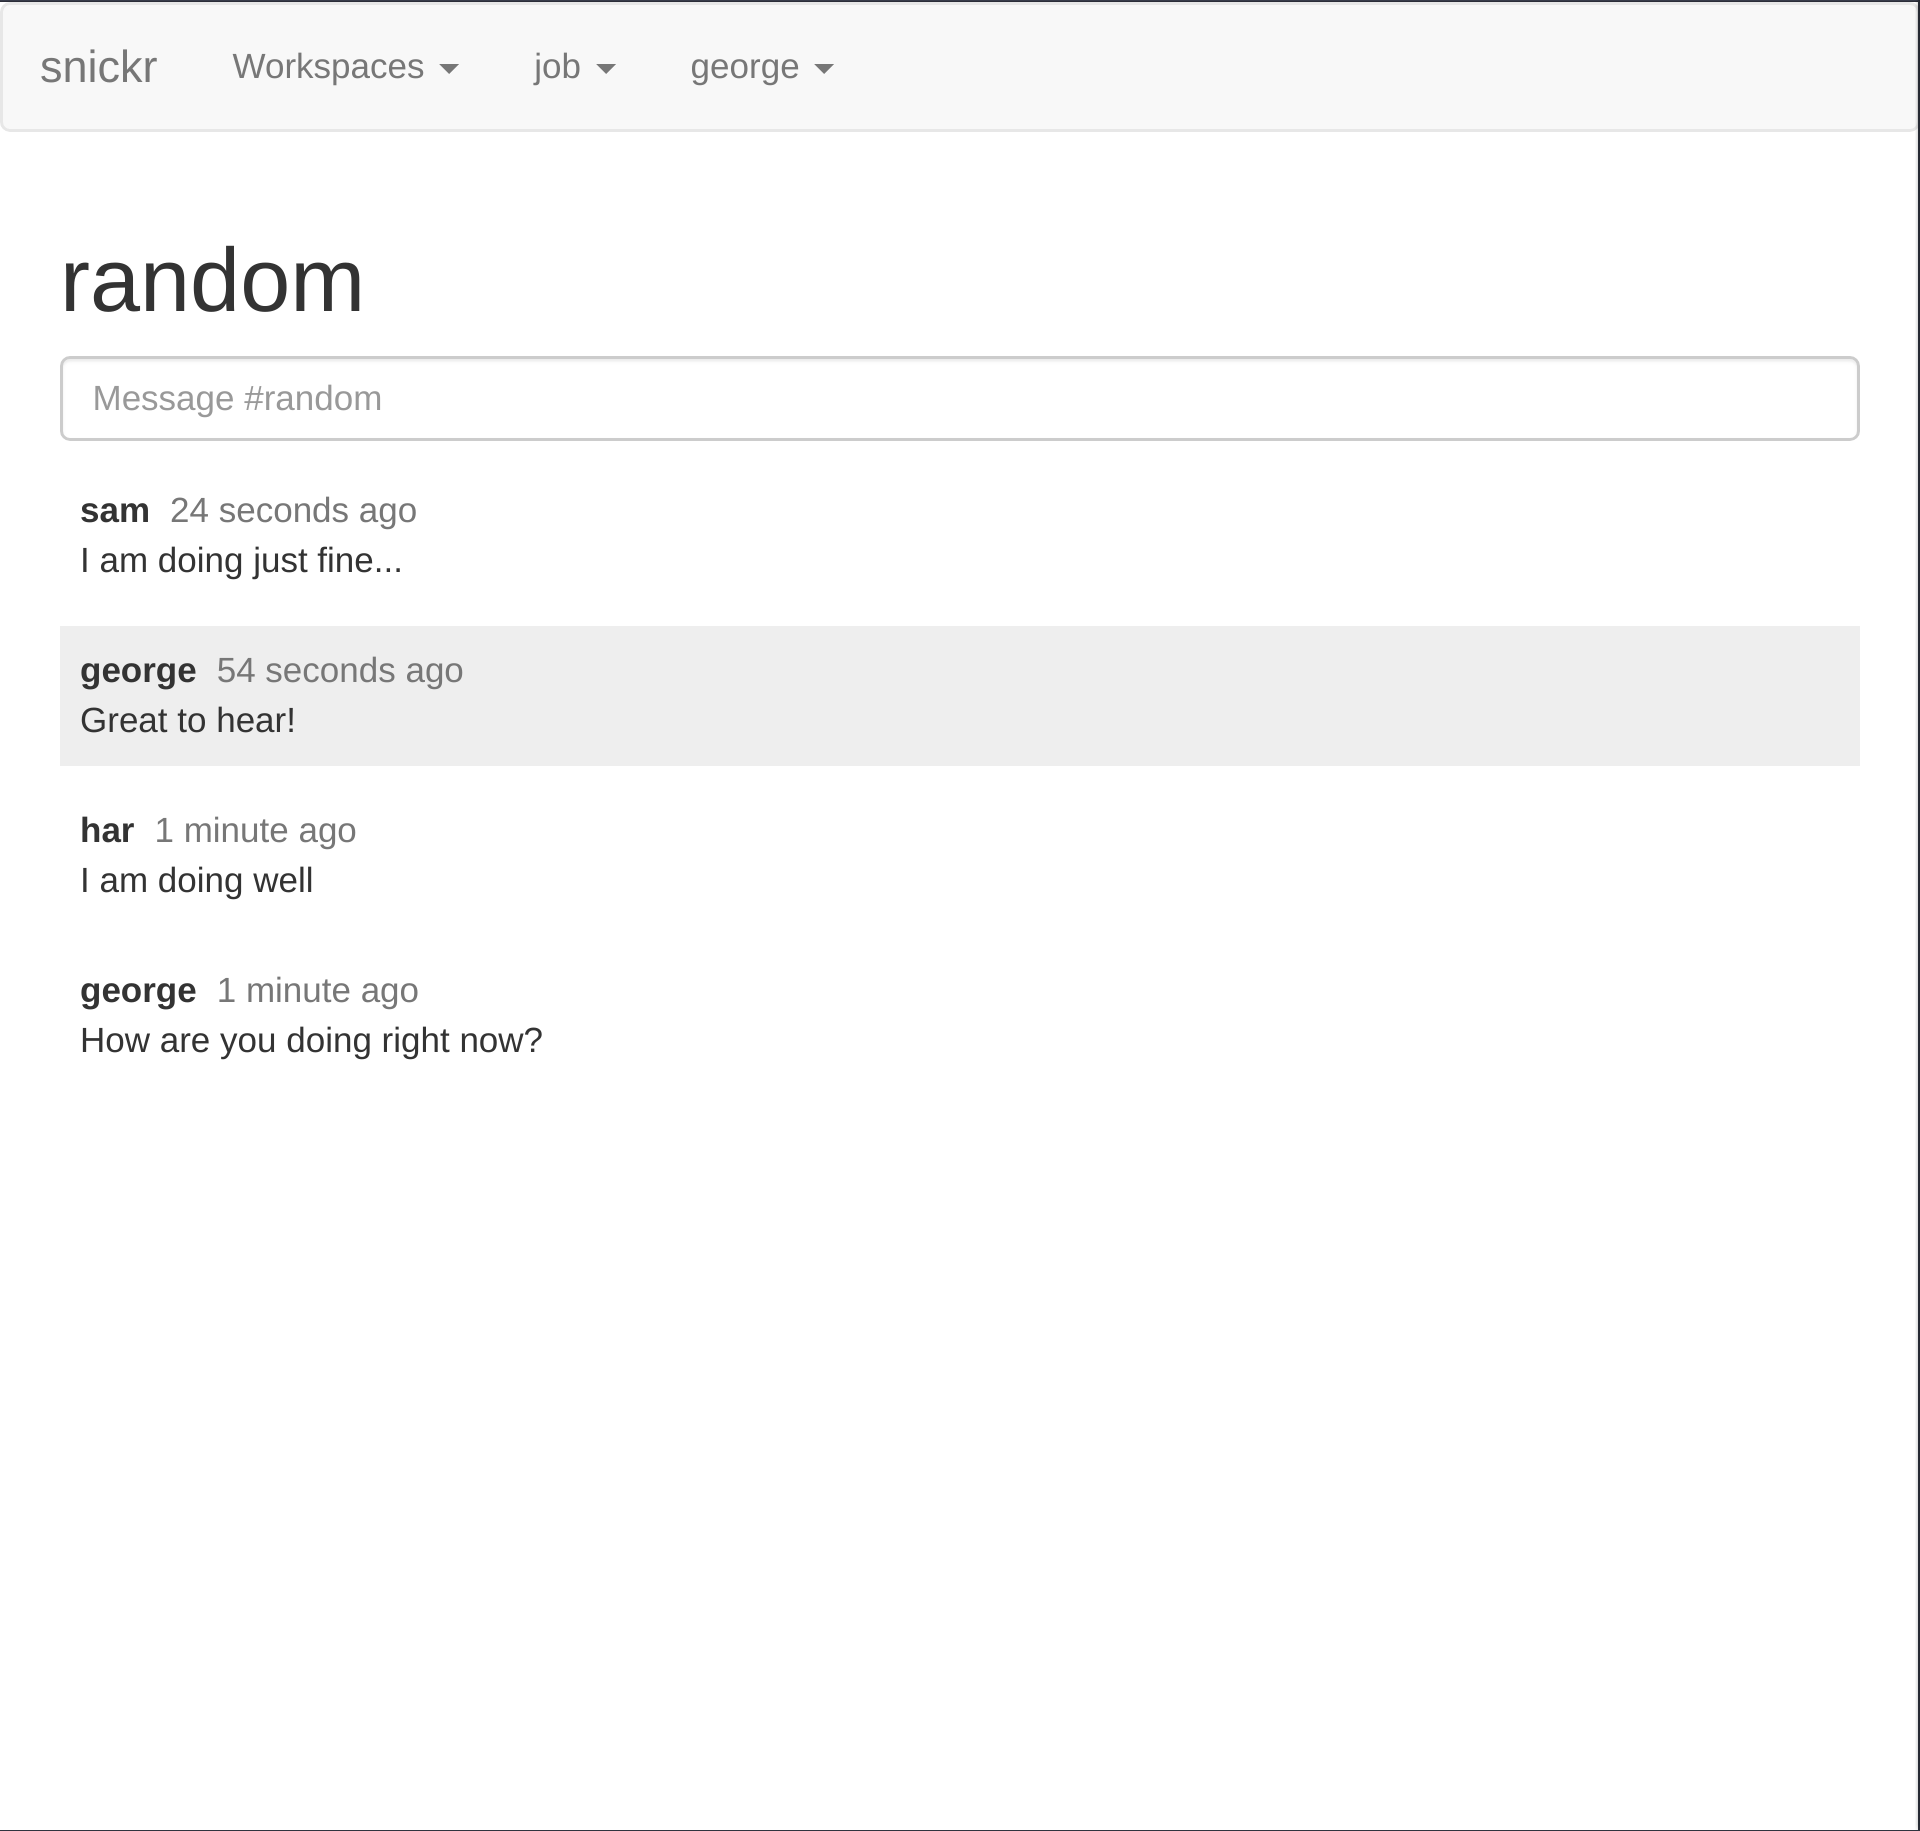 snickr Workspaces job george
random
Message #random
sam 24 seconds ago
I am doing just fine...
george 54 seconds ago
Great to hear!
har 1 minute ago
I am doing well
george 1 minute ago
How are you doing right now?